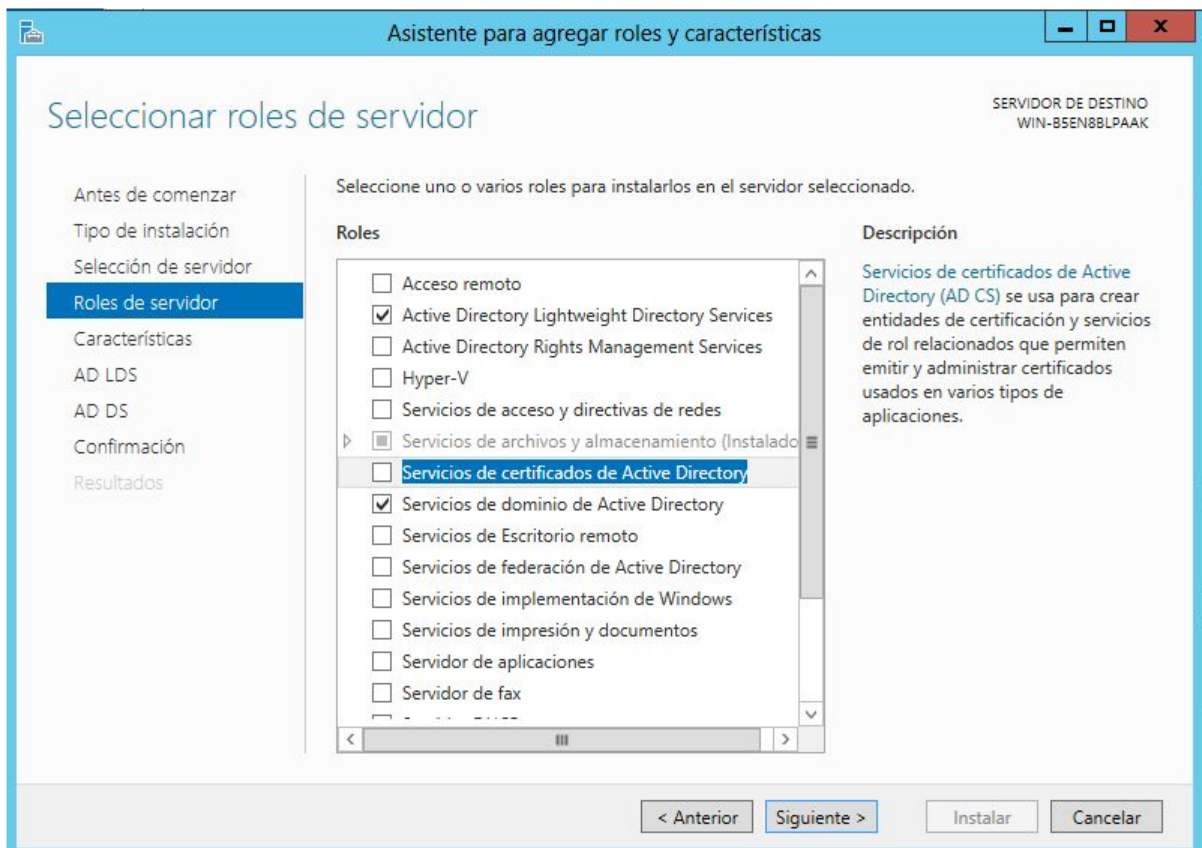 Asistente para agregar roles y características
Seleccionar roles de servidor
SERVIDOR DE DESTINO
WIN-B5EN8BLPAAK
Antes de comenzar
Tipo de instalación
Selección de servidor
Roles de servidor
Características
AD LDS
AD DS
Confirmación
Resultados
Seleccione uno o varios roles para instalarlos en el servidor seleccionado.
Roles
Acceso remoto
Active Directory Lightweight Directory Services
Active Directory Rights Management Services
Hyper-V
Servicios de acceso y directivas de redes
Servicios de archivos y almacenamiento (Instalado
Servicios de certificados de Active Directory
Servicios de dominio de Active Directory
Servicios de Escritorio remoto
Servicios de federación de Active Directory
Servicios de implementación de Windows
Servicios de impresión y documentos
Servidor de aplicaciones
Servidor de fax
Descripción
Servicios de certificados de Active
Directory (AD CS) se usa para crear
entidades de certificación y servicios
de rol relacionados que permiten
emitir y administrar certificados
usados en varios tipos de
aplicaciones.
< Anterior
Siguiente >
Instalar
Cancelar